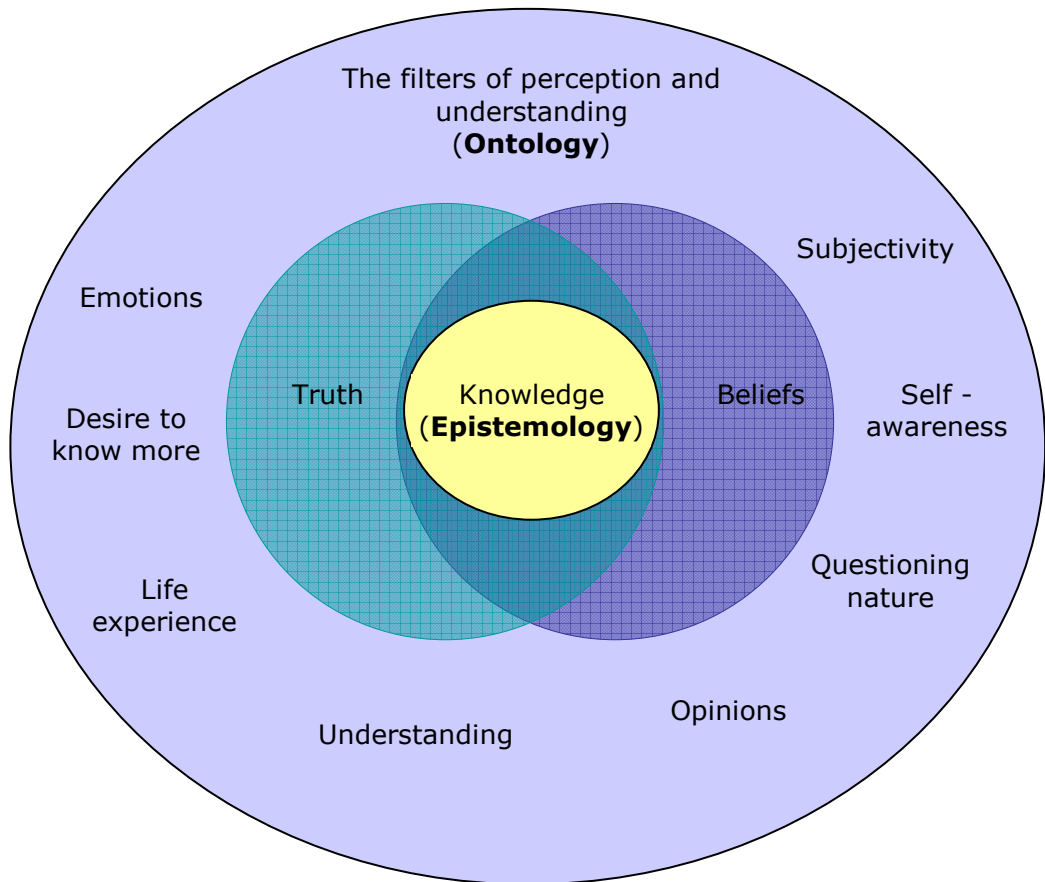 The filters of perception and
understanding
(Ontology)
Subjectivity
Emotions
Truth
Knowledge
(Epistemology)
Beliefs
Self -
awareness
Desire to
know more
Questioning
nature
Life
experience
Opinions
Understanding